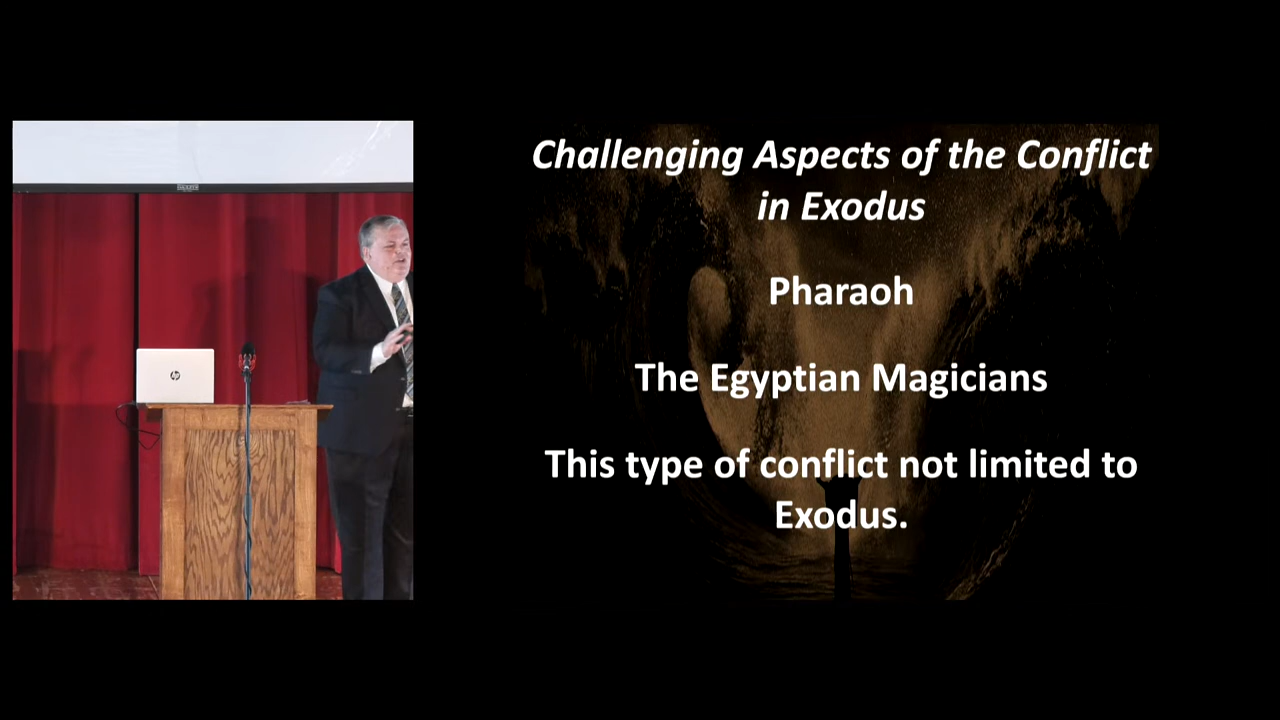 Challenging Aspects of the Conflict
in Exodus
Pharaoh
The Egyptian Magicians
This type of conflict not limited to
Exodus.
hp